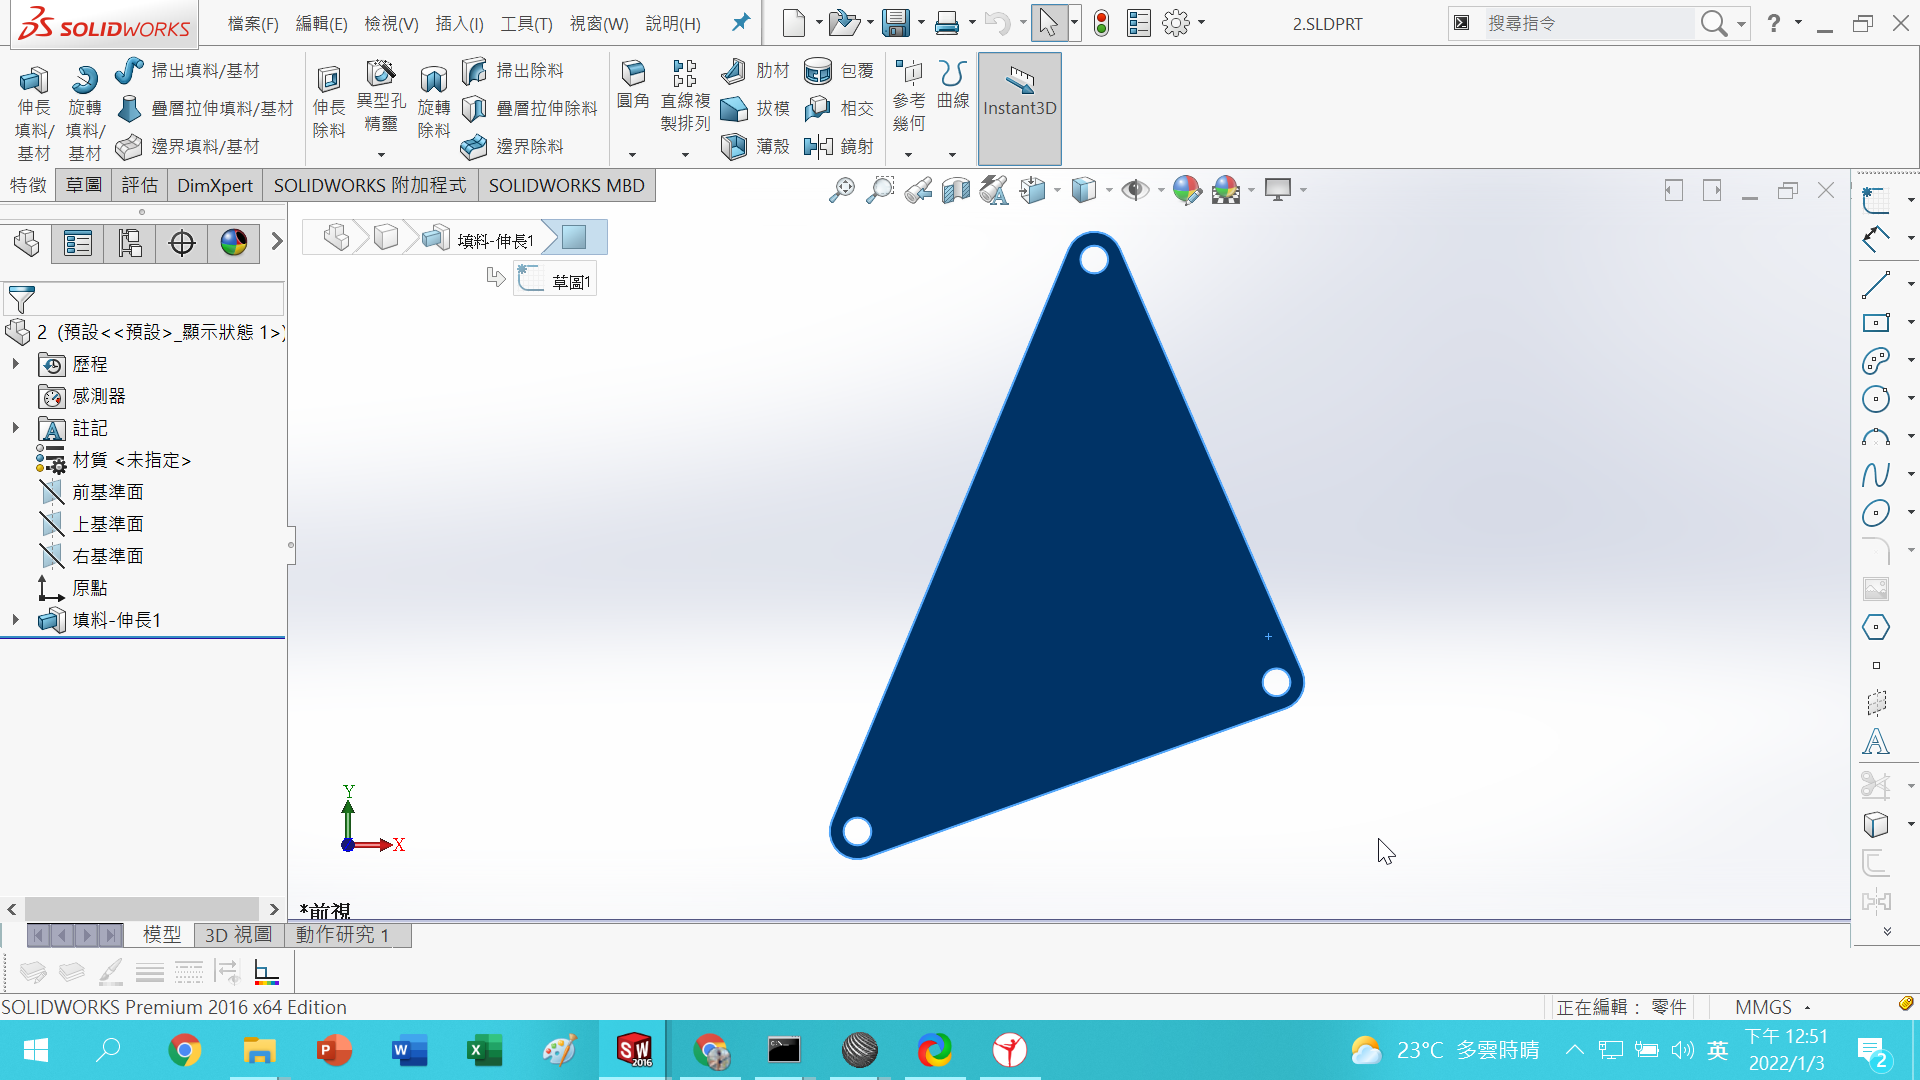 SOLIDWORKS 檔案(F) 編輯(E) 檢視(V) 插入(I) 工具(T) 視窗(W) 說明(H) 2.SLDPRT 搜尋指令 ?
伸長填料/基材
旋轉填料/基材
掃出填料/基材
疊層拉伸填料/基材
邊界填料/基材
伸長除料
異型孔精靈
旋轉除料
掃出除料
疊層拉伸除料
邊界除料
圓角
直線複製排列
肋材
拔模
薄殼
包覆
相交
鏡射
參考幾何
曲線
Instant3D
特徵 草圖 評估 DimXpert SOLIDWORKS 附加程式 SOLIDWORKS MBD
填料-伸長1
草圖1
2 (預設<<預設>_顯示狀態 1>)
歷程
感測器
註記
材質 <未指定>
前基準面
上基準面
右基準面
原點
填料-伸長1
Y
X
*前視
模型 3D 視圖 動作研究 1
SOLIDWORKS Premium 2016 x64 Edition 正在編輯： 零件 MMGS
SW 2016
23°C 多雲時晴 英
下午 12:51
2022/1/3
2